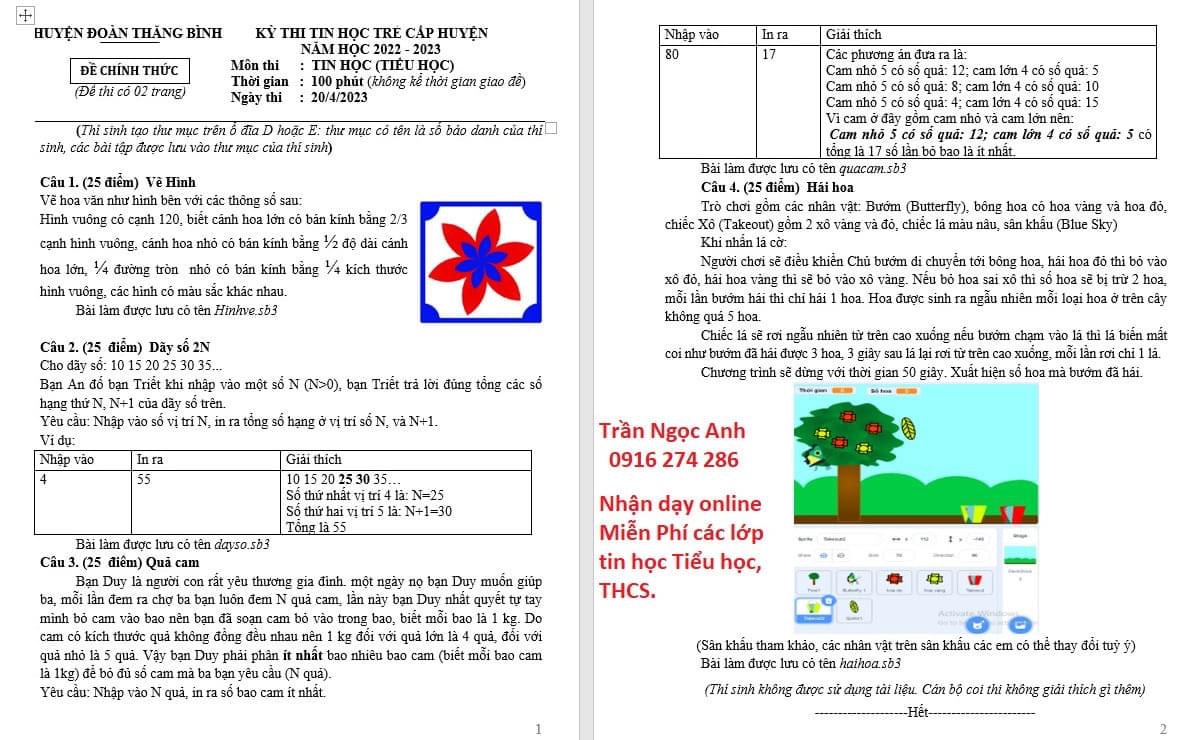 HUYỆN ĐOÀN THĂNG BÌNH
KỲ THI TIN HỌC TRẺ CẤP HUYỆN
NĂM HỌC 2022 - 2023
ĐỀ CHÍNH THỨC
(Đề thi có 02 trang)
Môn thi : TIN HỌC (TIỂU HỌC)
Thời gian : 100 phút (không kể thời gian giao đề)
Ngày thi : 20/4/2023
(Thí sinh tạo thư mục trên ổ đĩa D hoặc E: thư mục có tên là số báo danh của thí
sinh, các bài tập được lưu vào thư mục của thí sinh)
Câu 1. (25 điểm) Vẽ Hình
Vẽ hoa văn như hình bên với các thông số sau:
Hình vuông có cạnh 120, biết cánh hoa lớn có bán kính bằng 2/3
cạnh hình vuông, cánh hoa nhỏ có bán kính bằng ½ độ dài cánh
hoa lớn, ¼ đường tròn nhỏ có bán kính bằng ¼ kích thước
hình vuông, các hình có màu sắc khác nhau.
Bài làm được lưu có tên Hinhve.sb3
Câu 2. (25 điểm) Dãy số 2N
Cho dãy số: 10 15 20 25 30 35...
Bạn An đố bạn Triết khi nhập vào một số N (N>0), bạn Triết trả lời đúng tổng các số
hạng thứ N, N+1 của dãy số trên.
Yêu cầu: Nhập vào số vị trí N, in ra tổng số hạng ở vị trí số N, và N+1.
Ví dụ:
Nhập vào In ra Giải thích
4 55 10 15 20 25 30 35…
Số thứ nhất vị trí 4 là: N=25
Số thứ hai vị trí 5 là: N+1=30
Tổng là 55
Bài làm được lưu có tên dayso.sb3
Câu 3. (25 điểm) Quả cam
Bạn Duy là người con rất yêu thương gia đình. một ngày nọ bạn Duy muốn giúp
ba, mỗi lần đem ra chợ ba bạn luôn đem N quả cam, lần này bạn Duy nhất quyết tự tay
mình bỏ cam vào bao nên bạn đã soạn cam bỏ vào trong bao, biết mỗi bao là 1 kg. Do
cam có kích thước quả không đồng đều nhau nên 1 kg đối với quả lớn là 4 quả, đối với
quả nhỏ là 5 quả. Vậy bạn Duy phải phân ít nhất bao nhiêu bao cam (biết mỗi bao cam
là 1kg) để bỏ đủ số cam mà ba bạn yêu cầu (N quả).
Yêu cầu: Nhập vào N quả, in ra số bao cam ít nhất.
1
Nhập vào In ra Giải thích
80 17 Các phương án đưa ra là:
Cam nhỏ 5 có số quả: 12; cam lớn 4 có số quả: 5
Cam nhỏ 5 có số quả: 8; cam lớn 4 có số quả: 10
Cam nhỏ 5 có số quả: 4; cam lớn 4 có số quả: 15
Vì cam ở đây gồm cam nhỏ và cam lớn nên:
Cam nhỏ 5 có số quả: 12; cam lớn 4 có số quả: 5 có
tổng là 17 số lần bỏ bao là ít nhất.
Bài làm được lưu có tên quacam.sb3
Câu 4. (25 điểm) Hái hoa
Trò chơi gồm các nhân vật: Bướm (Butterfly), bông hoa có hoa vàng và hoa đỏ,
chiếc Xô (Takeout) gồm 2 xô vàng và đỏ, chiếc lá màu nâu, sân khấu (Blue Sky)
Khi nhấn lá cờ:
Người chơi sẽ điều khiển Chú bướm di chuyển tới bông hoa, hái hoa đỏ thì bỏ vào
xô đỏ, hái hoa vàng thì sẽ bỏ vào xô vàng. Nếu bỏ hoa sai xô thì số hoa sẽ bị trừ 2 hoa,
mỗi lần bướm hái thì chỉ hái 1 hoa. Hoa được sinh ra ngẫu nhiên mỗi loại hoa ở trên cây
không quá 5 hoa.
Chiếc lá sẽ rơi ngẫu nhiên từ trên cao xuống nếu bướm chạm vào lá thì lá biến mất
coi như bướm đã hái được 3 hoa, 3 giây sau lá lại rơi từ trên cao xuống, mỗi lần rơi chỉ 1 lá.
Chương trình sẽ dừng với thời gian 50 giây. Xuất hiện số hoa mà bướm đã hái.
Trần Ngọc Anh
0916 274 286
Nhận dạy online
Miễn Phí các lớp
tin học Tiểu học,
THCS.
Thời gian
Số hoa
Sprite Takeout2
Stage
Activate Windows
(Sân khấu tham khảo, các nhân vật trên sân khấu các em có thể thay đổi tuỳ ý)
Bài làm được lưu có tên haihoa.sb3
(Thí sinh không được sử dụng tài liệu. Cán bộ coi thi không giải thích gì thêm)
---------------------Hết------------------------
2